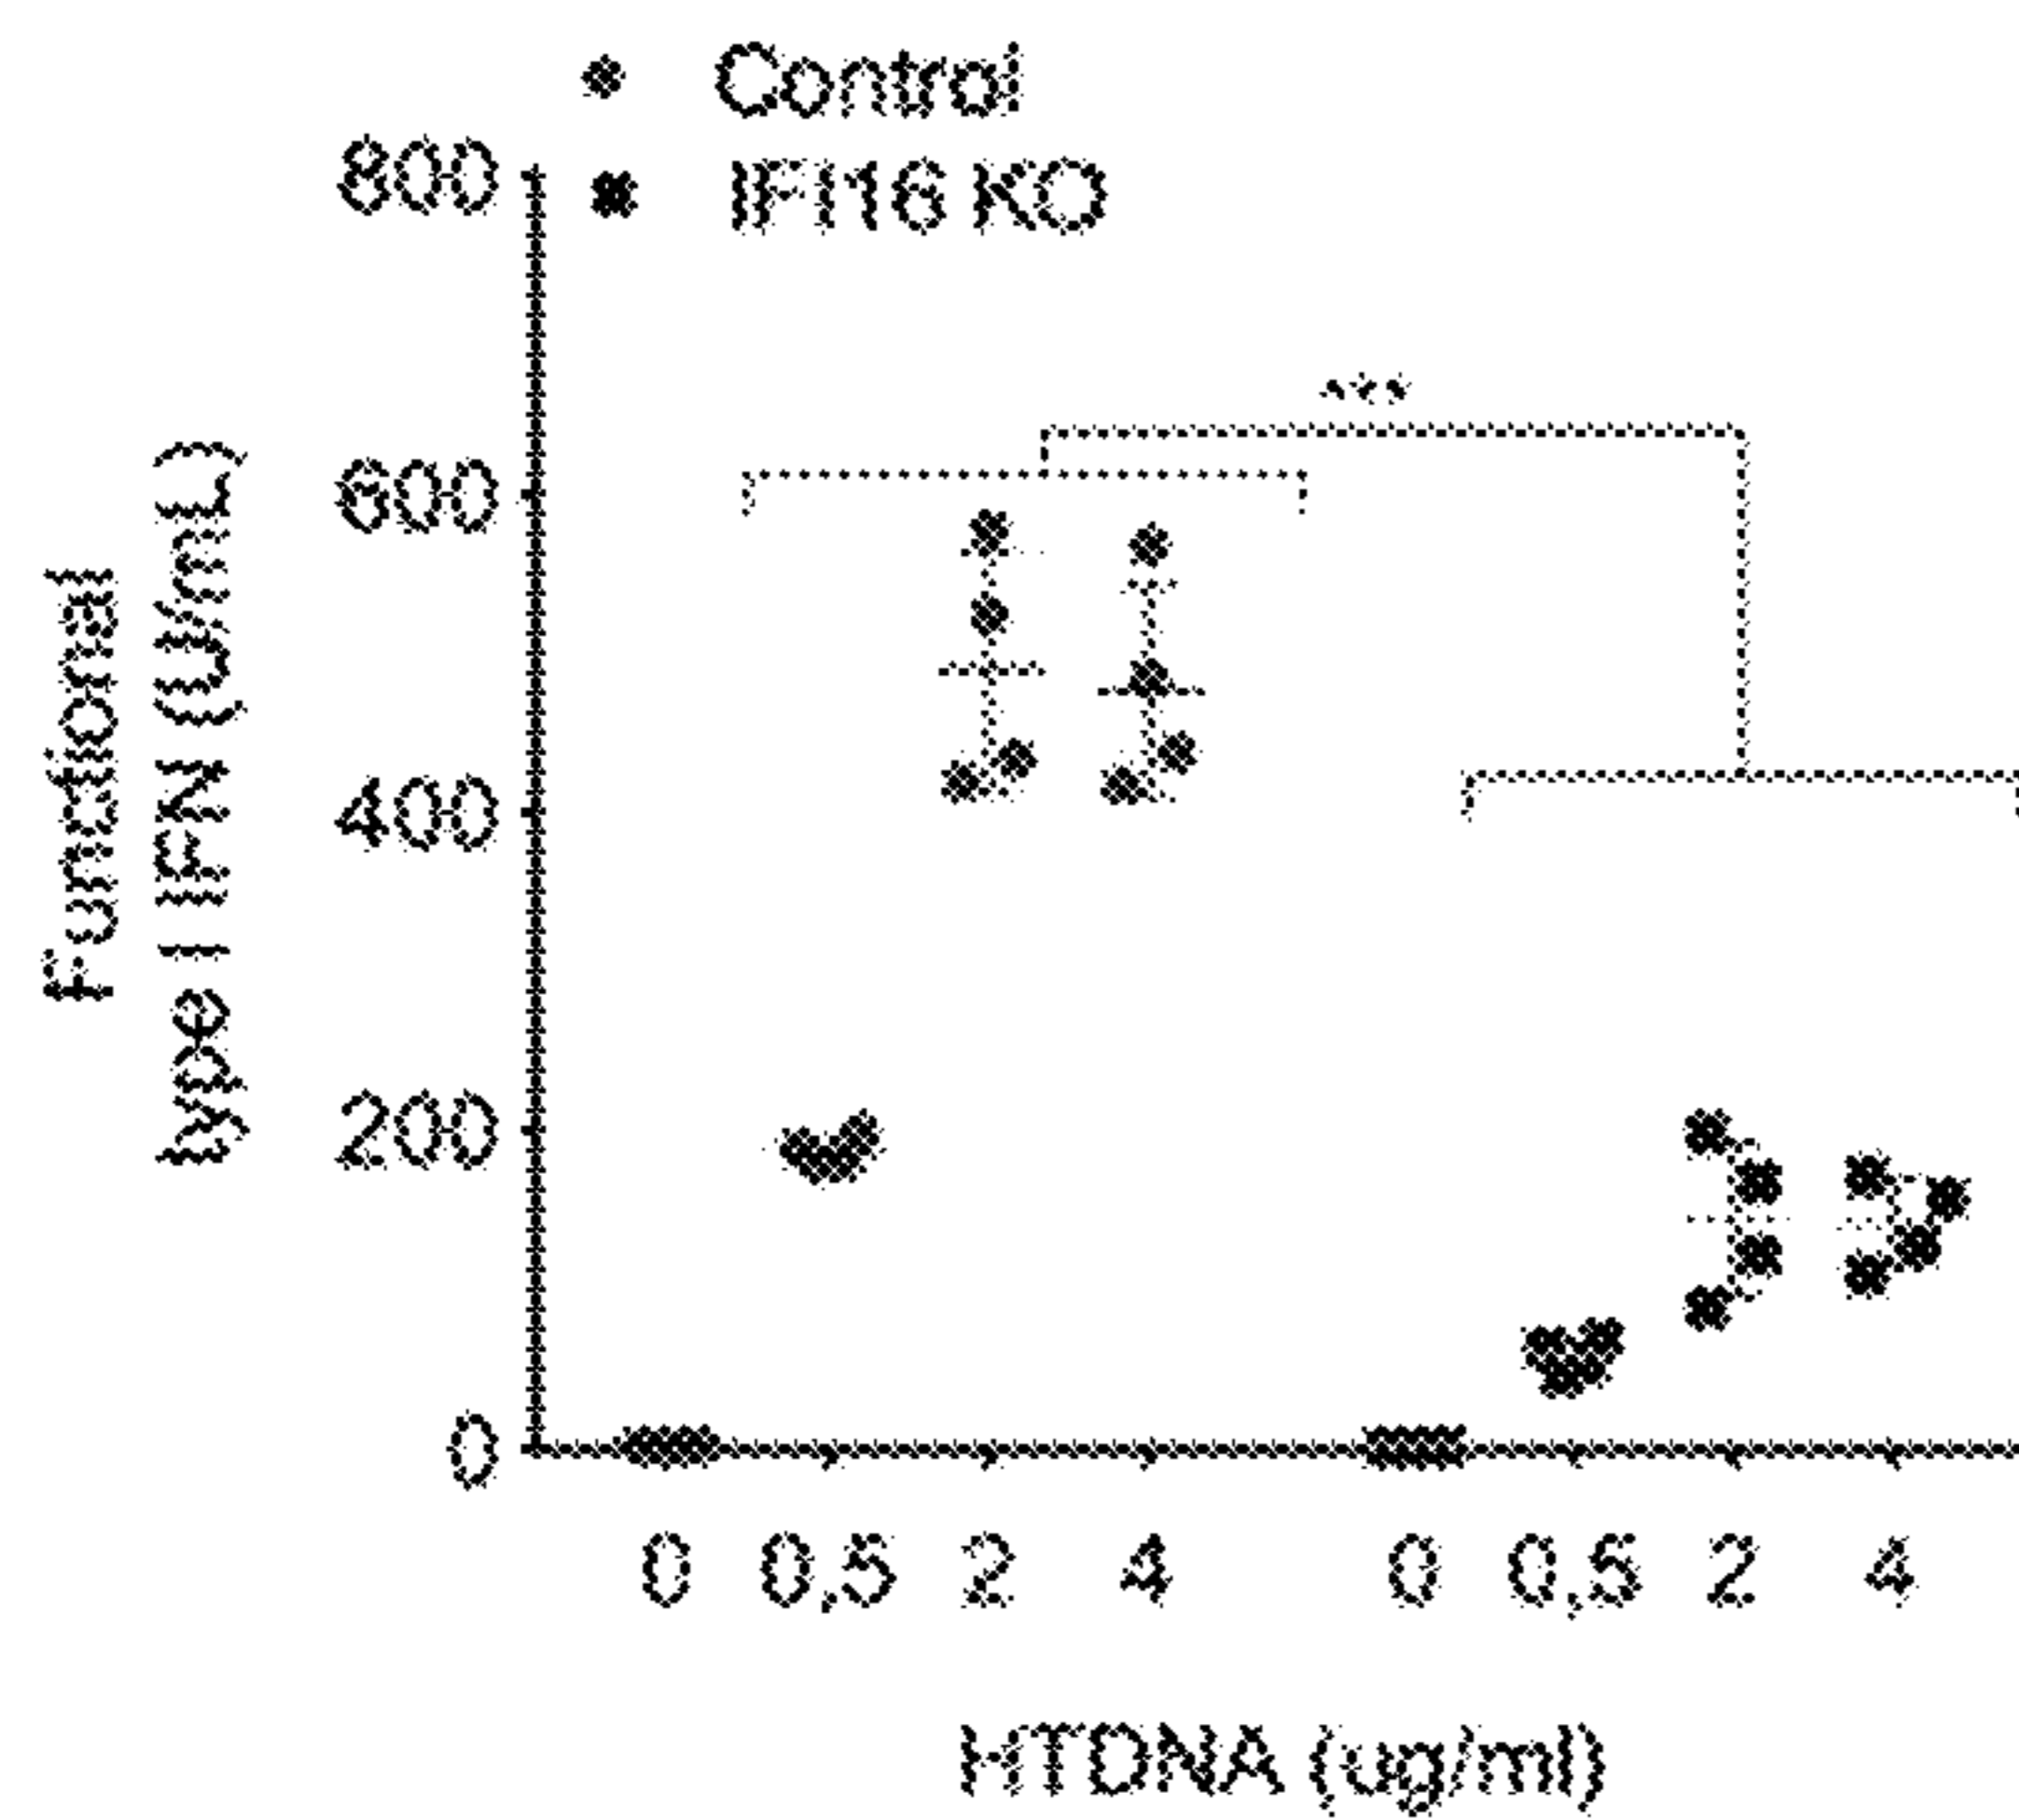 Control
IFI16 KO
800
600
400
200
0
Functional
type I IFN (U/mL)
***
0 0,5 2 4 0 0,5 2 4
HTDNA (ug/ml)